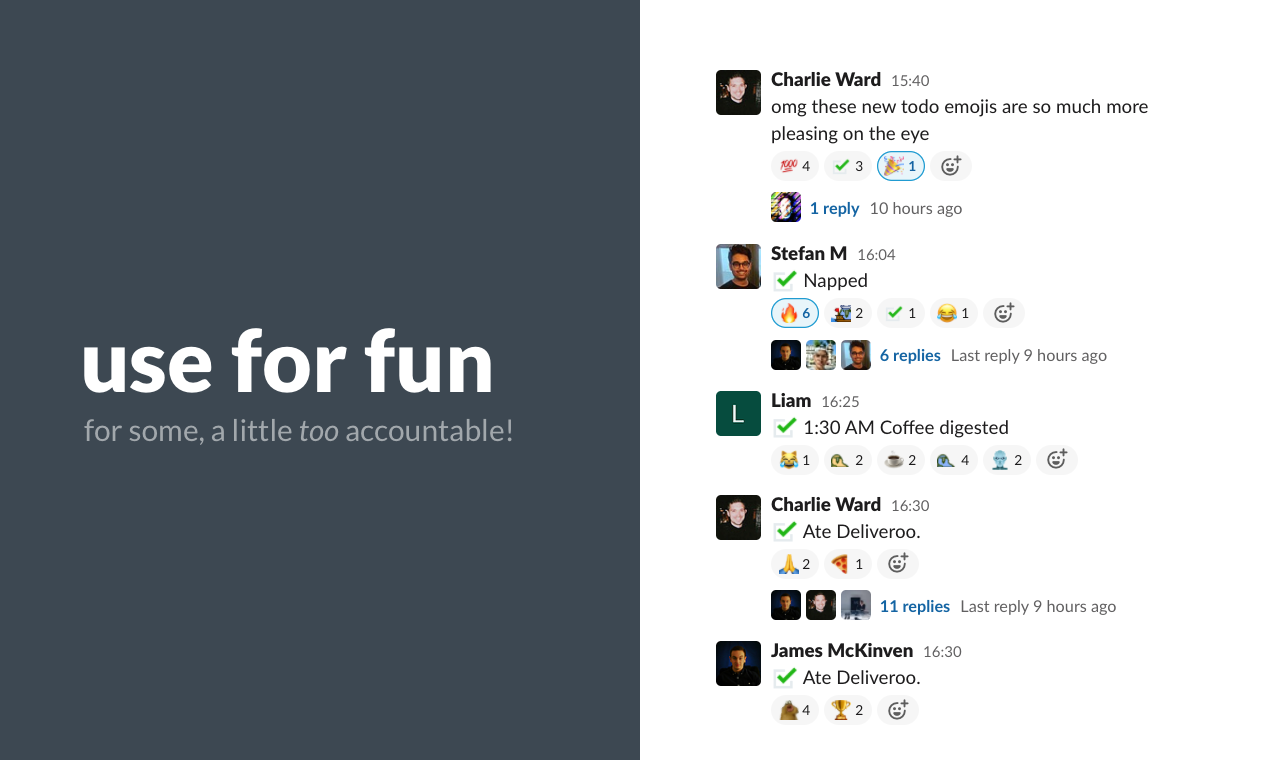 use for fun
for some, a little too accountable!
Charlie Ward 15:40
omg these new todo emojis are so much more
pleasing on the eye
💯 4 ✅ 3 🎉 1
1 reply 10 hours ago
Stefan M 16:04
✅ Napped
🔥 6 2 ✅ 1 😂 1
6 replies Last reply 9 hours ago
L
Liam 16:25
✅ 1:30 AM Coffee digested
😹 1 2 ☕ 2 4 2
Charlie Ward 16:30
✅ Ate Deliveroo.
🙏 2 🍕 1
11 replies Last reply 9 hours ago
James McKinven 16:30
✅ Ate Deliveroo.
4 🏆 2